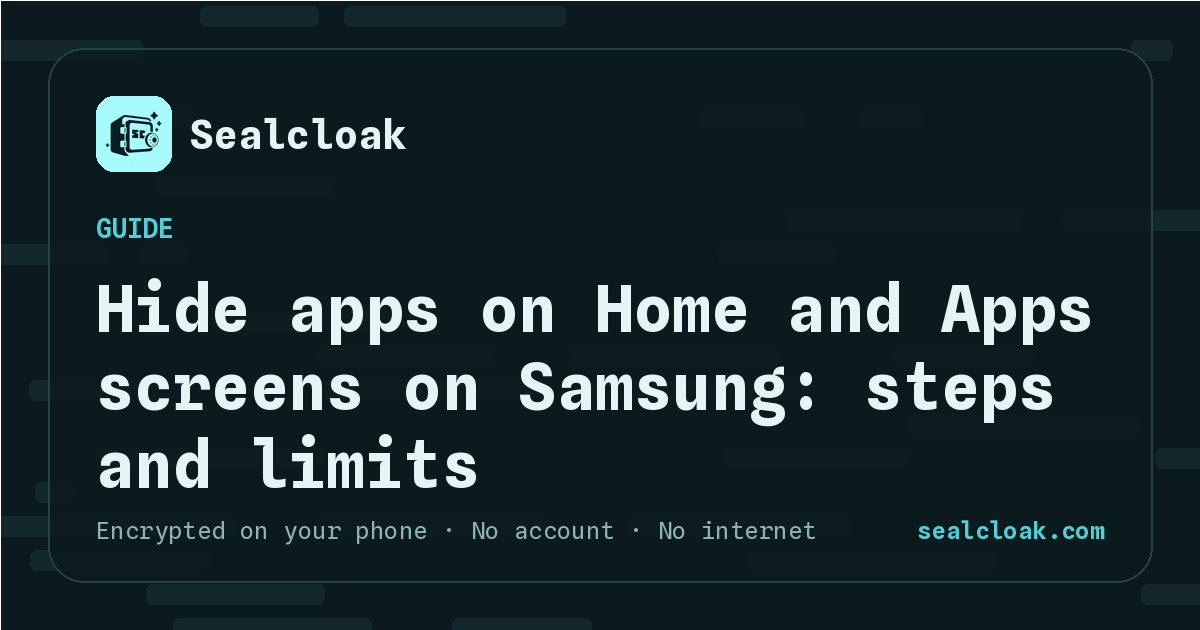 SC
Sealcloak
GUIDE
Hide apps on Home and Apps
screens on Samsung: steps
and limits
Encrypted on your phone · No account · No internet
sealcloak.com